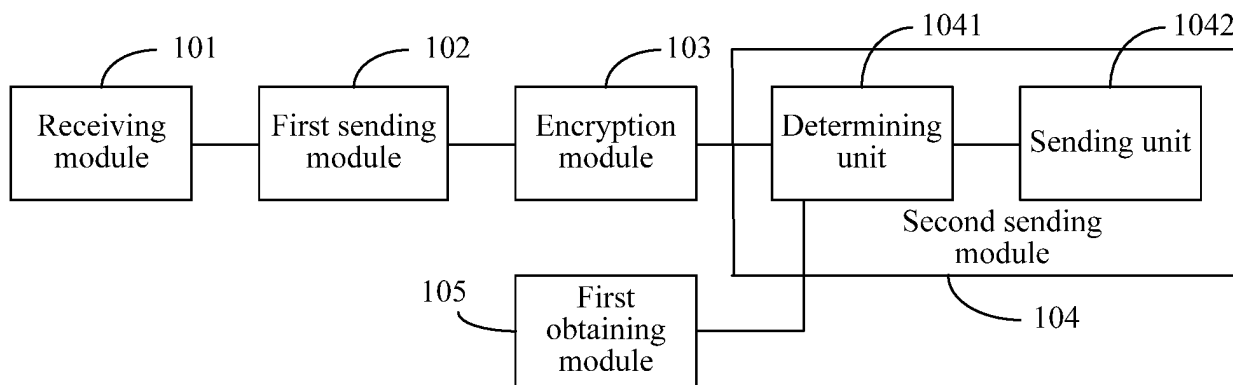 101
102
103
1041
1042
Receiving
module
First sending
module
Encryption
module
Determining
unit
Sending unit
Second sending
module
105
First
obtaining
module
104